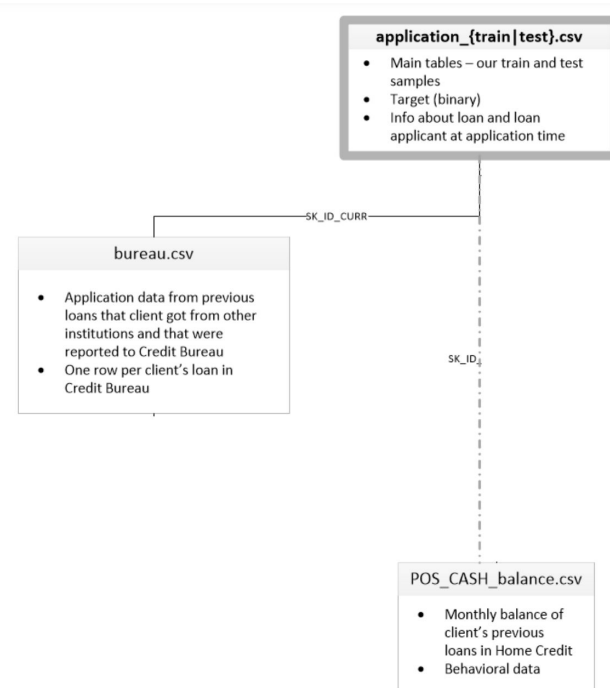 application_{train|test}.csv
• Main tables – our train and test
samples
• Target (binary)
• Info about loan and loan
applicant at application time
SK_ID_CURR
bureau.csv
• Application data from previous
loans that client got from other
institutions and that were
reported to Credit Bureau
• One row per client's loan in
Credit Bureau
SK_ID_
POS_CASH_balance.csv
• Monthly balance of
client's previous
loans in Home Credit
• Behavioral data